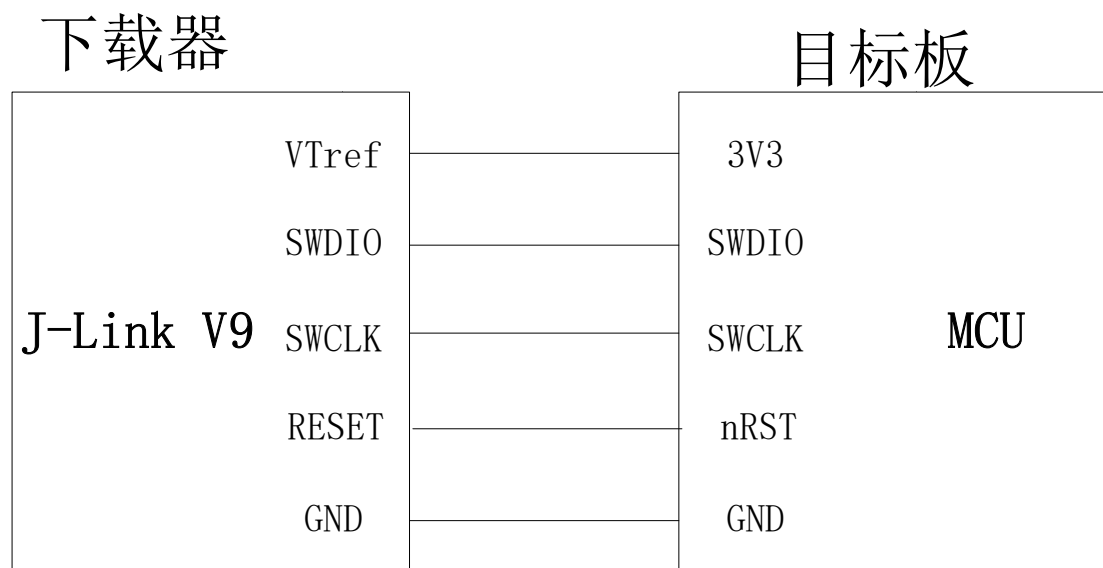 下载器
目标板
VTref
3V3
SWDIO
SWDIO
J-Link V9
SWCLK
SWCLK
MCU
RESET
nRST
GND
GND